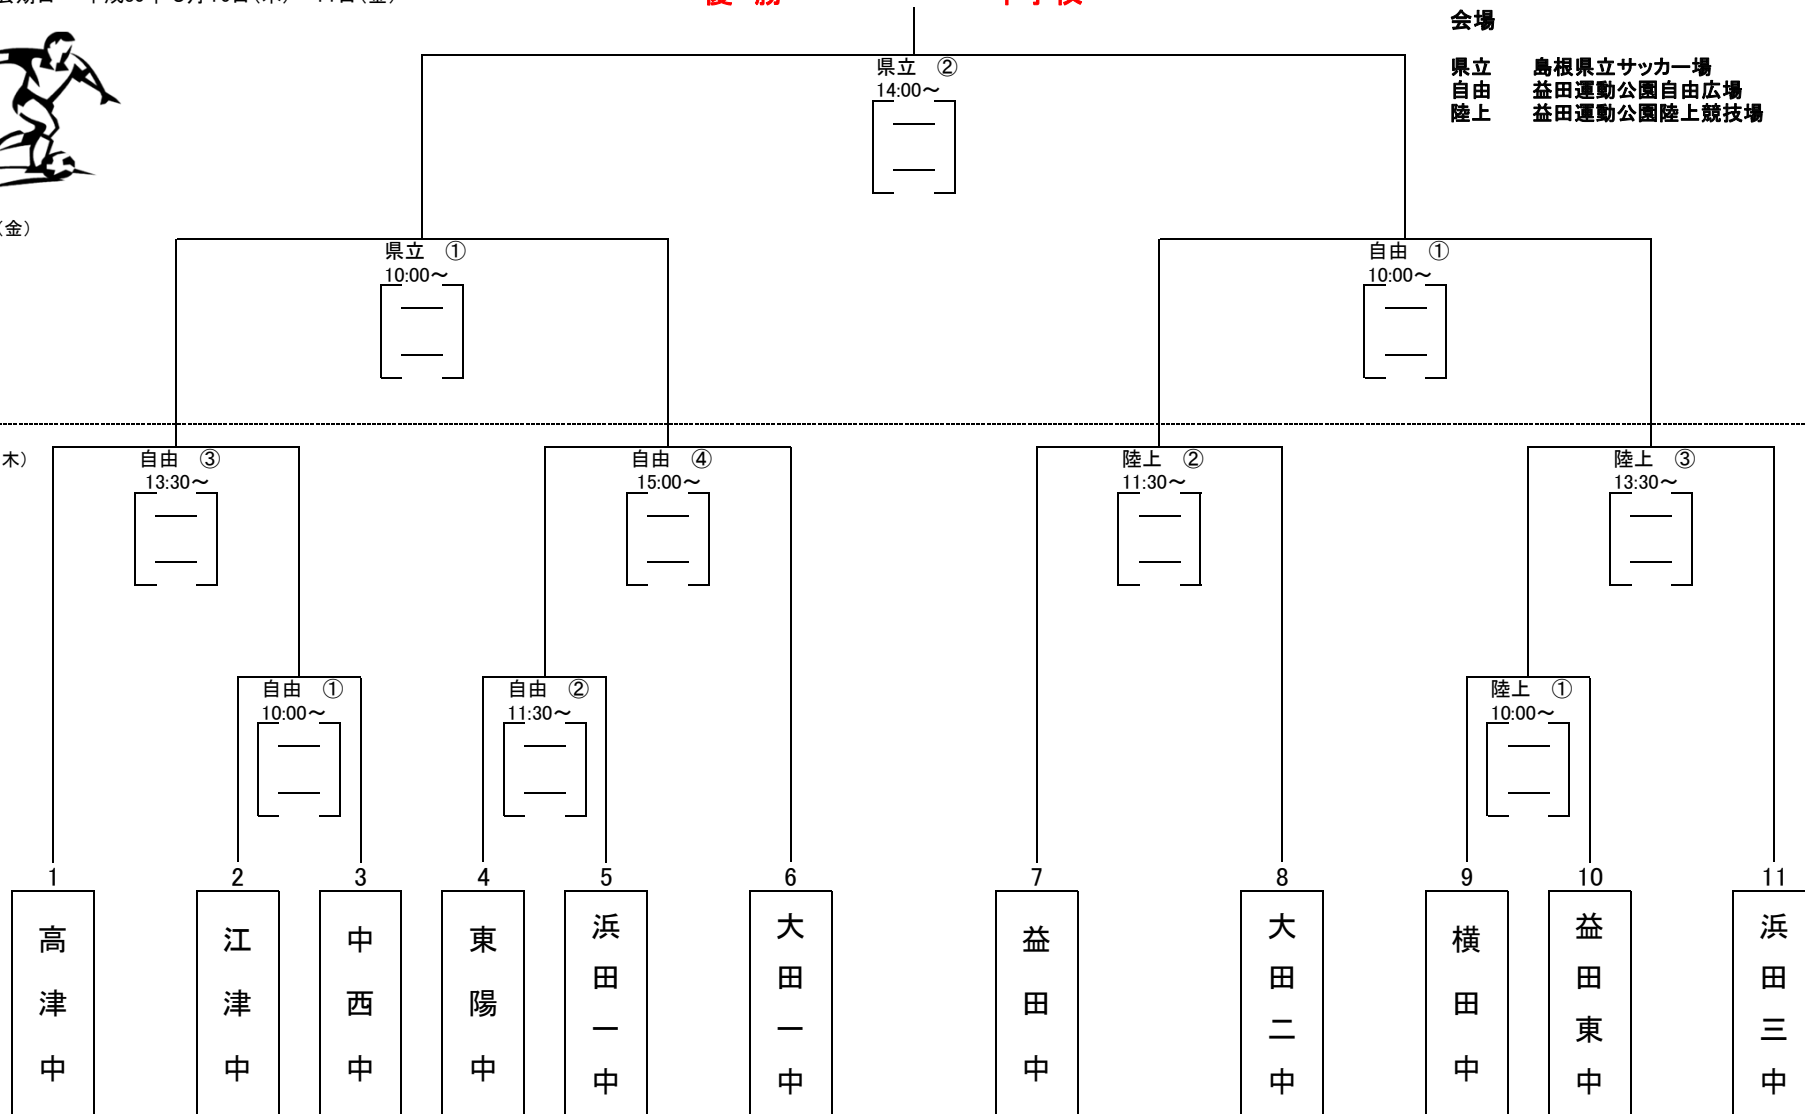 優 勝
会場
県立 ②
14:00～
県立 島根県立サッカー場
自由 益田運動公園自由広場
陸上 益田運動公園陸上競技場
(金)
県立 ①
10:00～
自由 ①
10:00～
木)
自由 ③
13:30～
自由 ④
15:00～
陸上 ②
11:30～
陸上 ③
13:30～
自由 ①
10:00～
自由 ②
11:30～
陸上 ①
10:00～
1 2 3 4 5 6 7 8 9 10 11
高津中
江津中
中西中
東陽中
浜田一中
大田一中
益田中
大田二中
横田中
益田東中
浜田三中